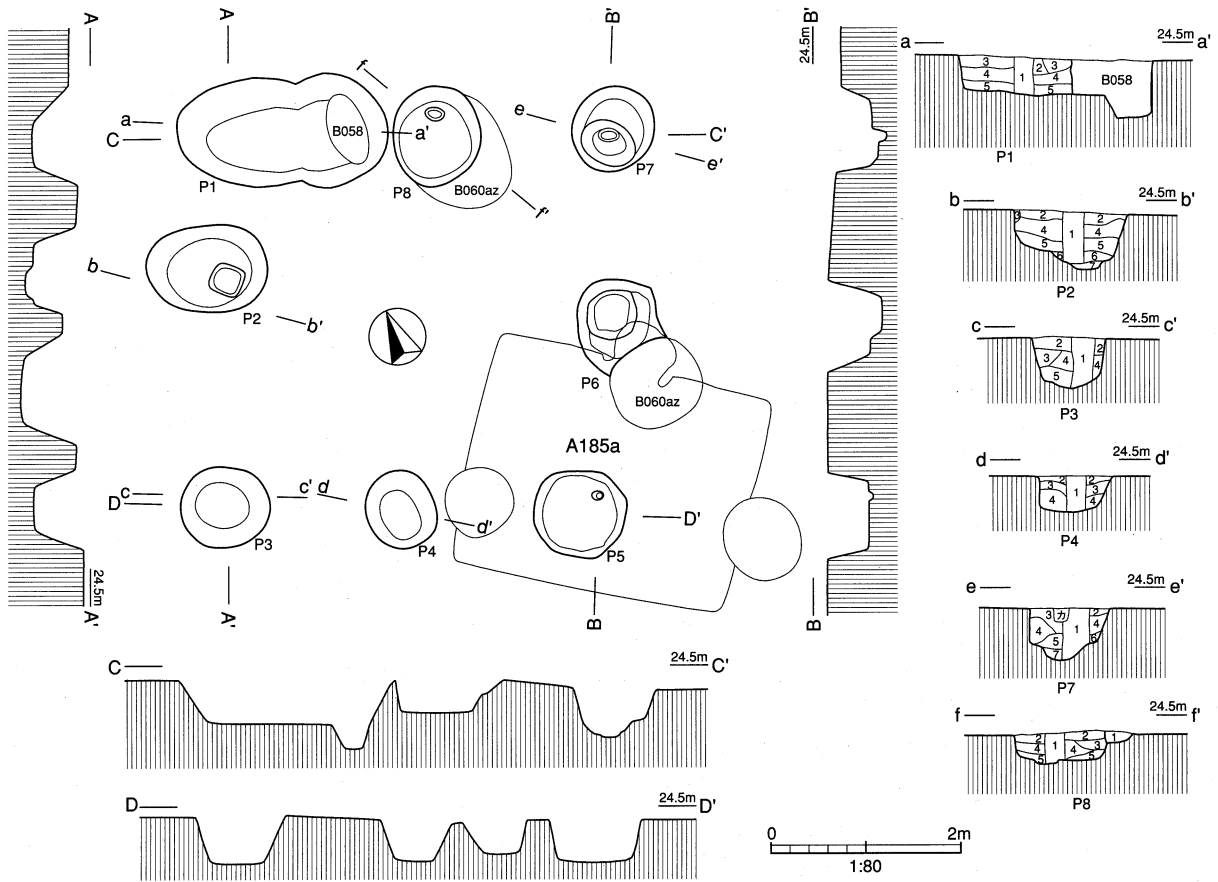 A
A
B'
B'
24.5m
a
24.5m
a'
3
4
5
1
2
3
4
5
B058
P1
f
a
C
B058
a'
e
C'
e'
P7
P1
P8
B060az
f'
b
24.5m
b'
3
2
4
5
6
1
2
4
5
6
7
P2
b
P2
b'
c
24.5m
c'
2
3
4
5
1
2
4
P3
P6
B060az
A185a
d
24.5m
d'
2
3
4
1
2
3
4
P4
c
D
c'
d
d'
D'
P3
P4
P5
24.5m
A'
A'
B
B
e
24.5m
e'
3
カ
4
5
7
1
2
4
6
P7
C
24.5m
C'
f
24.5m
f'
2
4
5
1
2
4
3
5
1
P8
D
24.5m
D'
0
2m
1:80